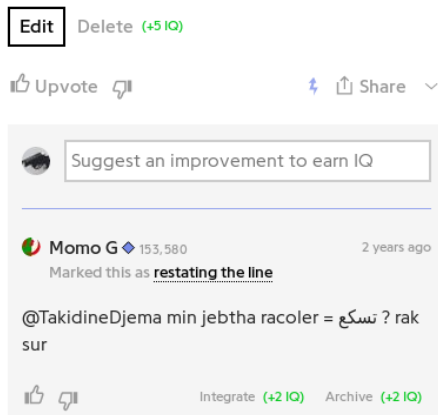 Edit Delete (+5 IQ)
Upvote Share
Suggest an improvement to earn IQ
Momo G 153,580 2 years ago
Marked this as restating the line
@TakidineDjema min jebtha racoler = تسكع ? rak
sur
Integrate (+2 IQ) Archive (+2 IQ)